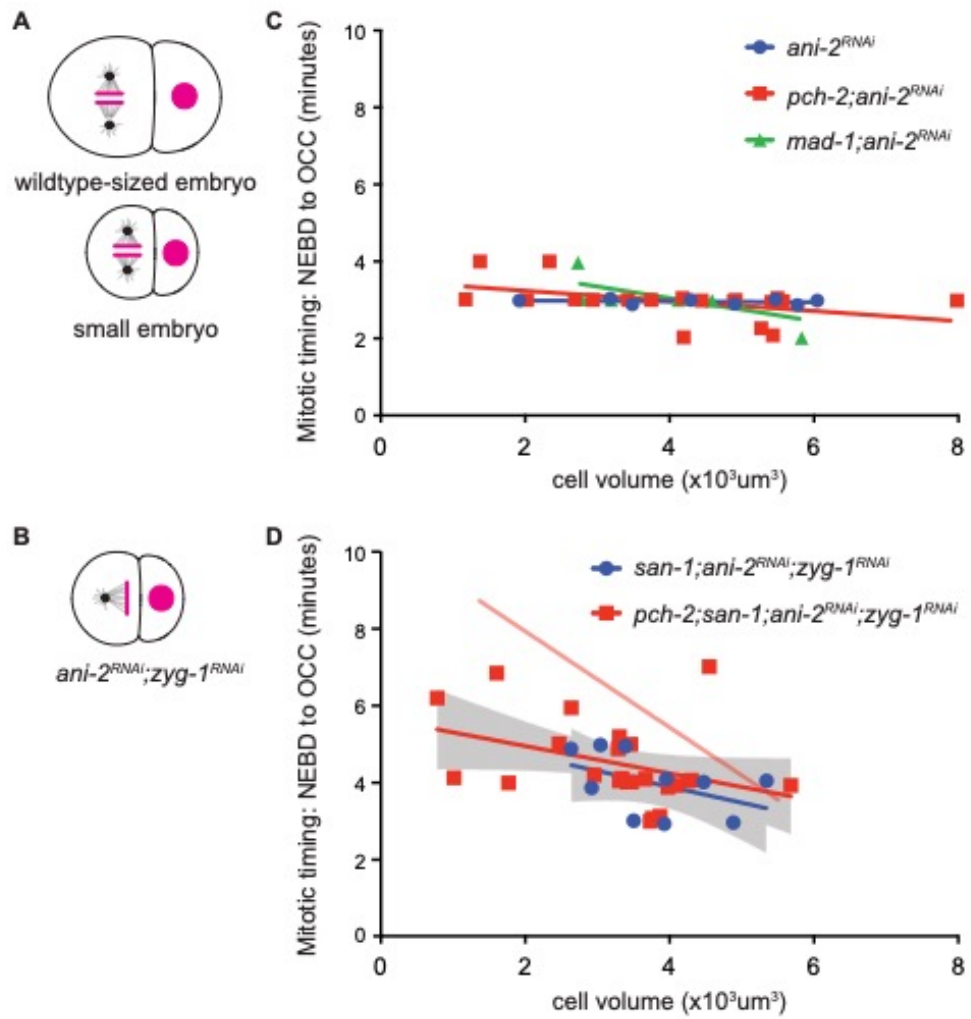 A
wildtype-sized embryo
small embryo
B
ani-2RNAi;zyg-1RNAi
C
Mitotic timing: NEBD to OCC (minutes)
10
8
6
4
2
0
ani-2RNAi
pch-2;ani-2RNAi
mad-1;ani-2RNAi
0 2 4 6 8
cell volume (x10³um³)
D
Mitotic timing: NEBD to OCC (minutes)
10
8
6
4
2
0
san-1;ani-2RNAi;zyg-1RNAi
pch-2;san-1;ani-2RNAi;zyg-1RNAi
0 2 4 6 8
cell volume (x10³um³)